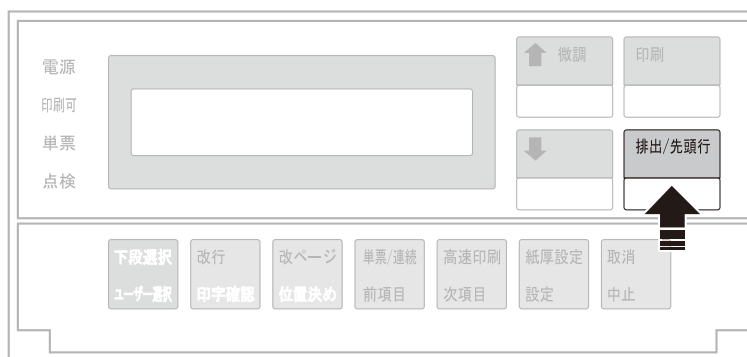 電源
印刷可
単票
点検
微調
印刷
排出/先頭行
下段選択
ユーザー選択
改行
印字確認
改ページ
位置決め
単票/連続
前項目
高速印刷
次項目
紙厚設定
設定
取消
中止